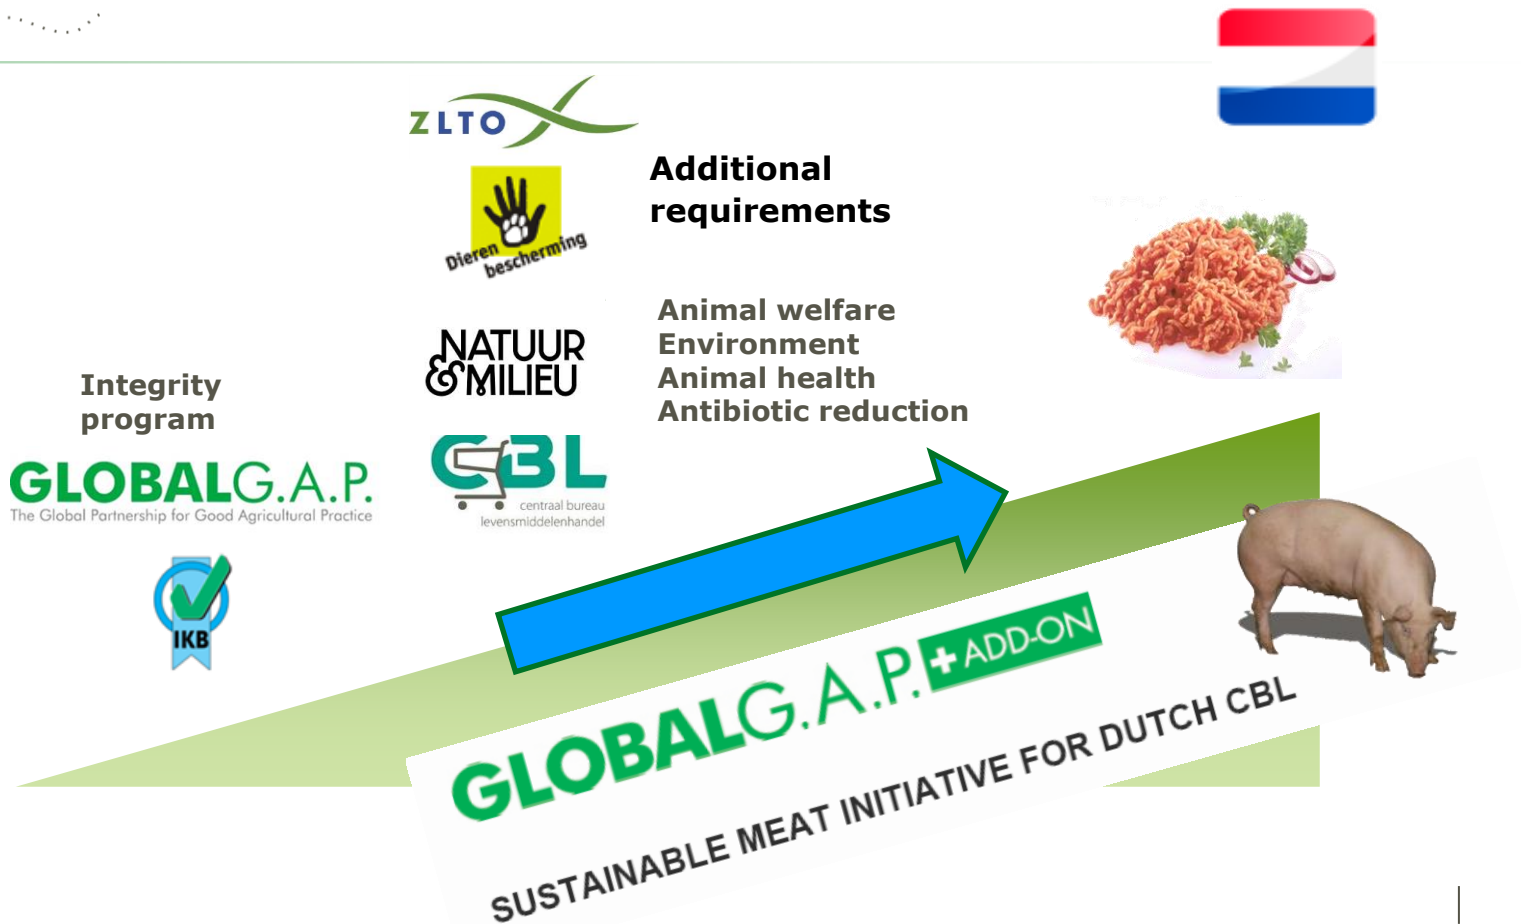 ZLTO
Dieren
bescherming
Additional
requirements
NATUUR
& MILIEU
Animal welfare
Environment
Animal health
Antibiotic reduction
Integrity
program
GLOBALG.A.P.
The Global Partnership for Good Agricultural Practice
CBL
centraal bureau
levensmiddelenhandel
IKB
GLOBALG.A.P. +ADD-ON
SUSTAINABLE MEAT INITIATIVE FOR DUTCH CBL